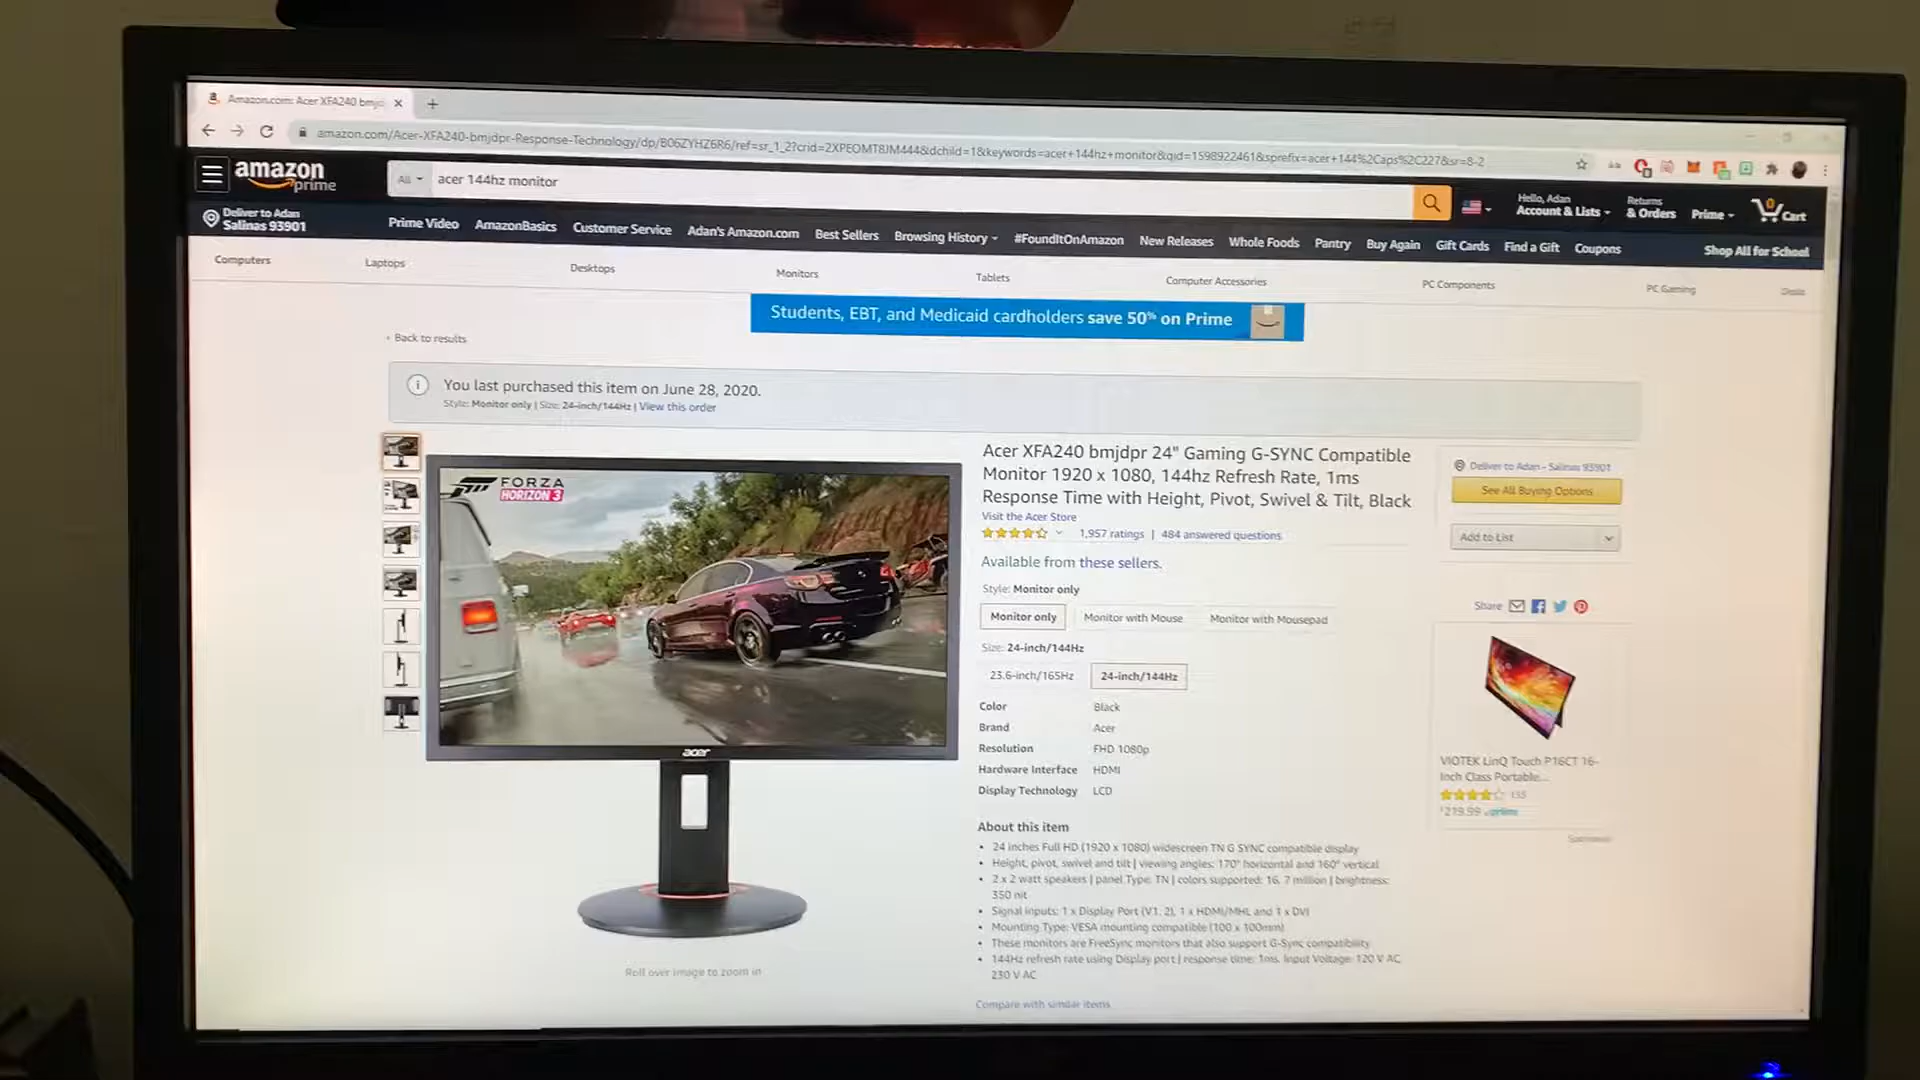 Amazon.com: Acer XFA240 bmjdp
amazon.com/Acer-XFA240-bmjdpr-Response-Technology/dp/B06ZYHZ6R6/ref=sr_1_2?crid=2XPEOMT8JM444&dchild=1&keywords=acer+144hz+monitor&qid=1598922461&sprefix=acer+144%2Caps%2C227&sr=8-2
amazon prime
All
acer 144hz monitor
Hello, Adan
Account & Lists
Returns
& Orders
Prime
0
Cart
Deliver to Adan
Salinas 93901
Prime Video AmazonBasics Customer Service Adan's Amazon.com Best Sellers Browsing History #FoundItOnAmazon New Releases Whole Foods Pantry Buy Again Gift Cards Find a Gift Coupons Shop All for School
Computers Laptops Desktops Monitors Tablets Computer Accessories PC Components PC Gaming Deals
Students, EBT, and Medicaid cardholders save 50% on Prime
‹ Back to results
You last purchased this item on June 28, 2020.
Style: Monitor only | Size: 24-inch/144Hz | View this order
FORZA
HORIZON 3
acer
Roll over image to zoom in
Acer XFA240 bmjdpr 24" Gaming G-SYNC Compatible
Monitor 1920 x 1080, 144hz Refresh Rate, 1ms
Response Time with Height, Pivot, Swivel & Tilt, Black
Visit the Acer Store
1,957 ratings | 484 answered questions
Available from these sellers.
Style: Monitor only
Monitor only Monitor with Mouse Monitor with Mousepad
Size: 24-inch/144Hz
23.6-inch/165Hz 24-inch/144Hz
Color Black
Brand Acer
Resolution FHD 1080p
Hardware Interface HDMI
Display Technology LCD
About this item
• 24 inches Full HD (1920 x 1080) widescreen TN G SYNC compatible display
• Height, pivot, swivel and tilt | viewing angles: 170° horizontal and 160° vertical
• 2 x 2 watt speakers | panel Type: TN | colors supported: 16. 7 million | brightness:
350 nit
• Signal inputs: 1 x Display Port (V1. 2), 1 x HDMI/MHL and 1 x DVI
• Mounting Type: VESA mounting compatible (100 x 100mm)
• These monitors are FreeSync monitors that also support G-Sync compatibility
• 144Hz refresh rate using Display port | response time: 1ms. Input Voltage: 120 V AC,
230 V AC
Compare with similar items
Deliver to Adan - Salinas 93901
See All Buying Options
Add to List
Share
VIOTEK LinQ Touch P16CT 16-
Inch Class Portable...
$219.99 prime
Sponsored